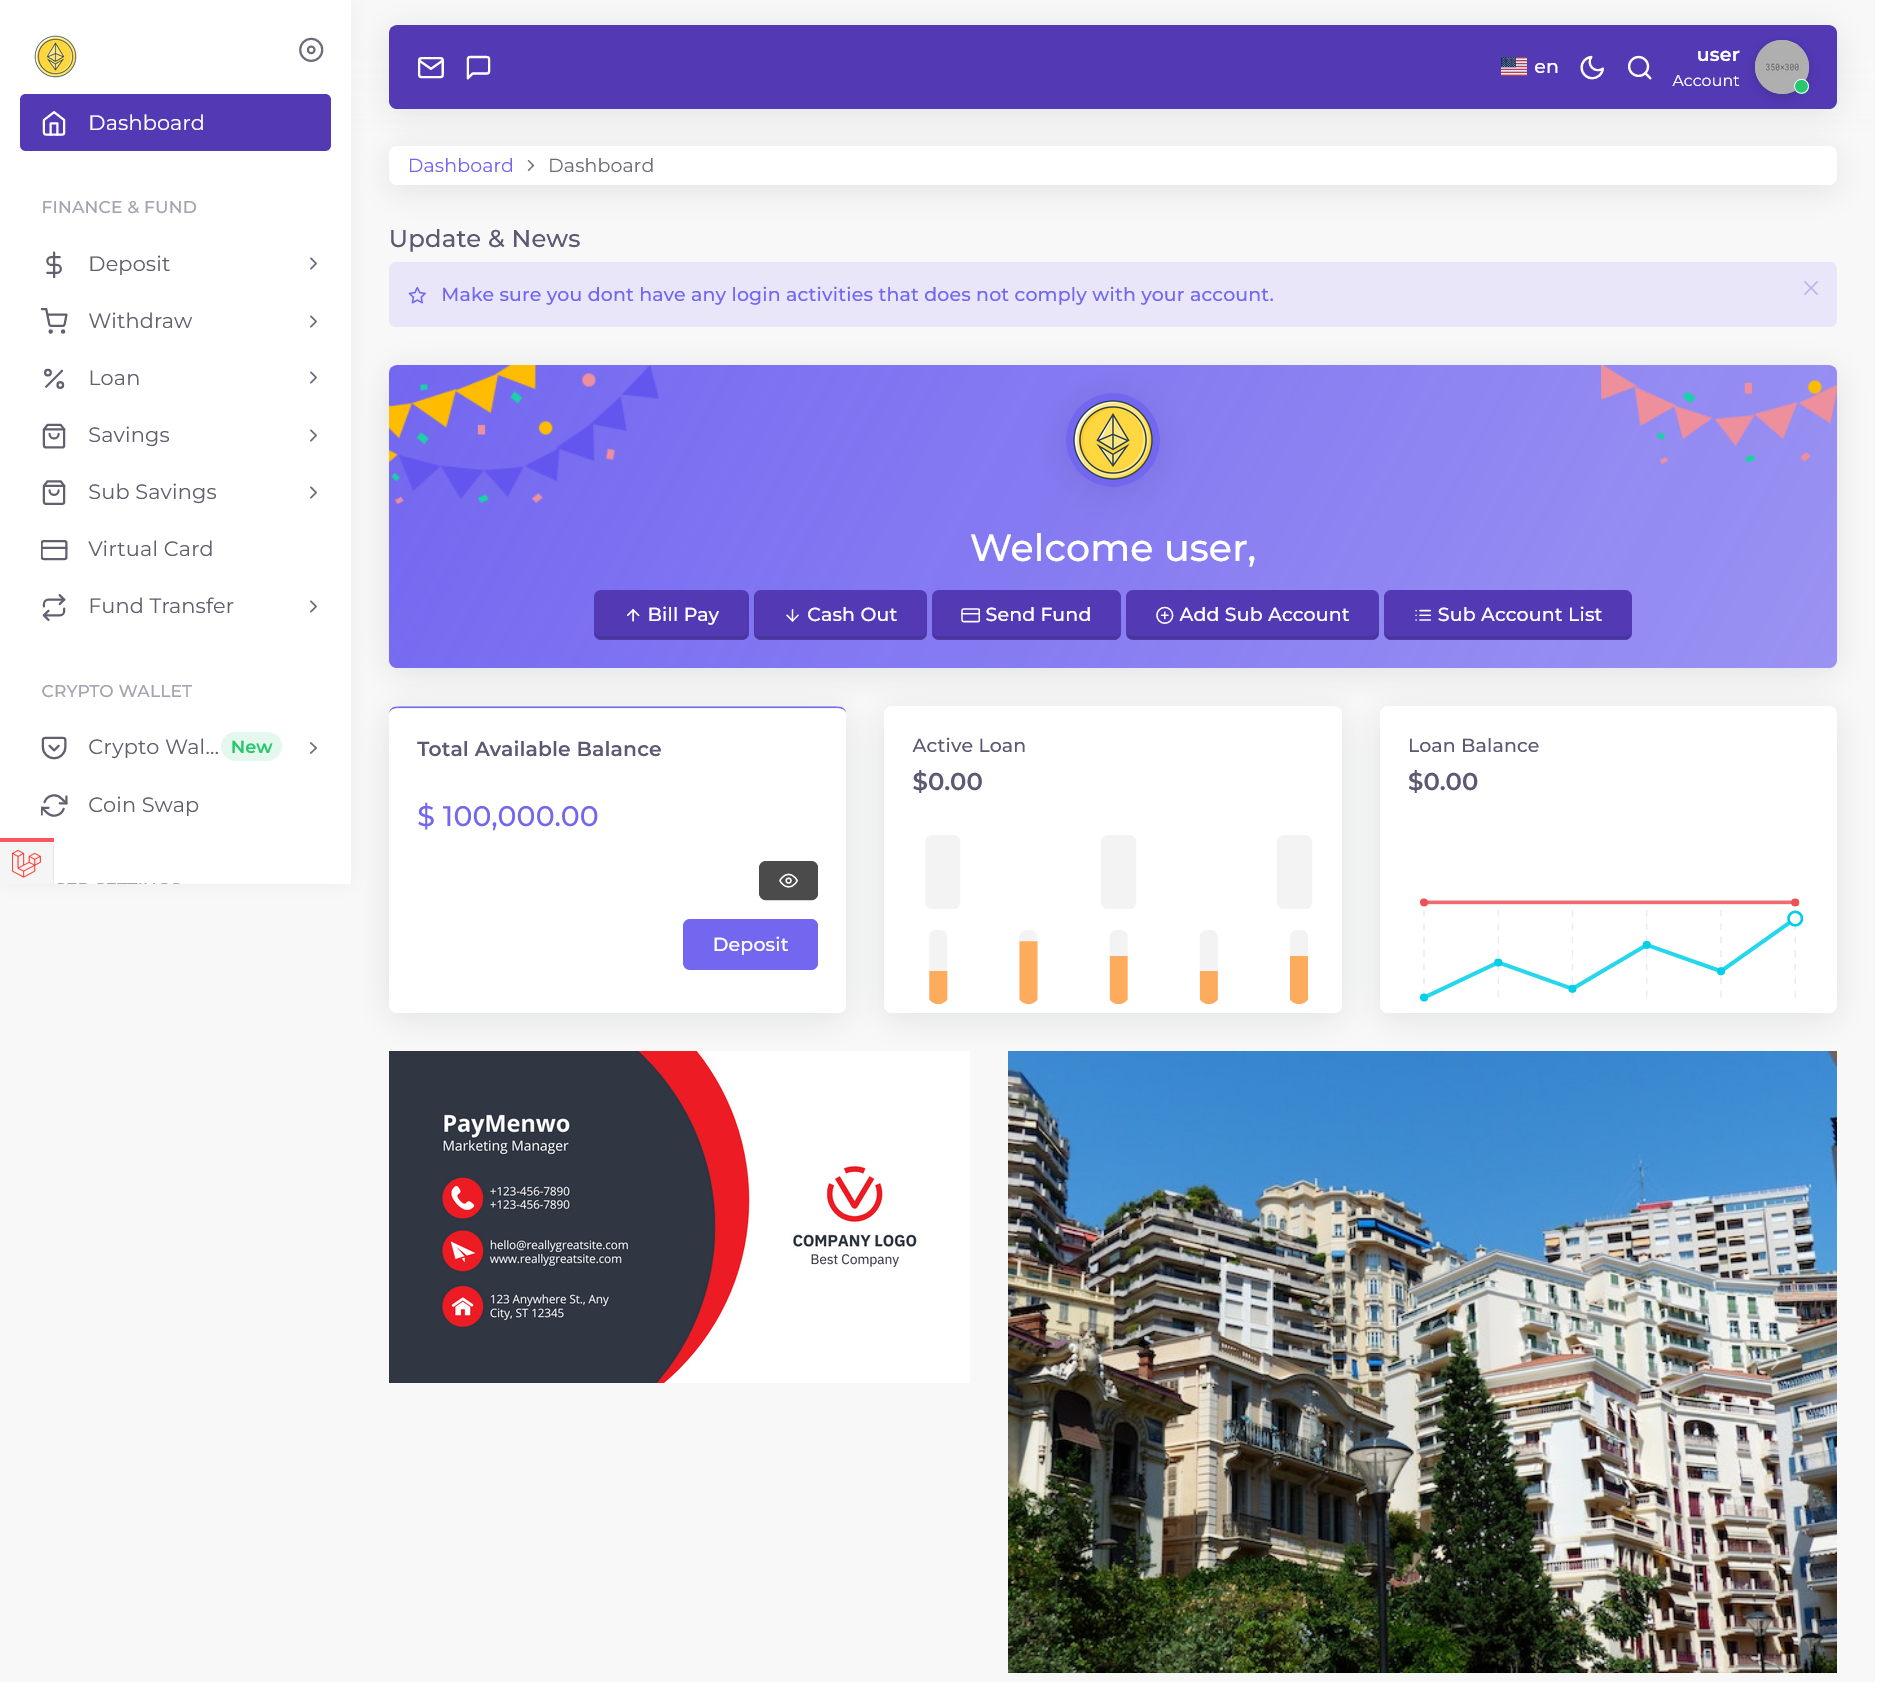 Dashboard
FINANCE & FUND
Deposit
Withdraw
Loan
Savings
Sub Savings
Virtual Card
Fund Transfer
CRYPTO WALLET
Crypto Wal... New
Coin Swap
en
user
Account
350×300
Dashboard > Dashboard
Update & News
Make sure you dont have any login activities that does not comply with your account.
Welcome user,
Bill Pay
Cash Out
Send Fund
Add Sub Account
Sub Account List
Total Available Balance
$ 100,000.00
Deposit
Active Loan
$0.00
Loan Balance
$0.00
PayMenwo
Marketing Manager
+123-456-7890
+123-456-7890
hello@reallygreatsite.com
www.reallygreatsite.com
123 Anywhere St., Any
City, ST 12345
COMPANY LOGO
Best Company